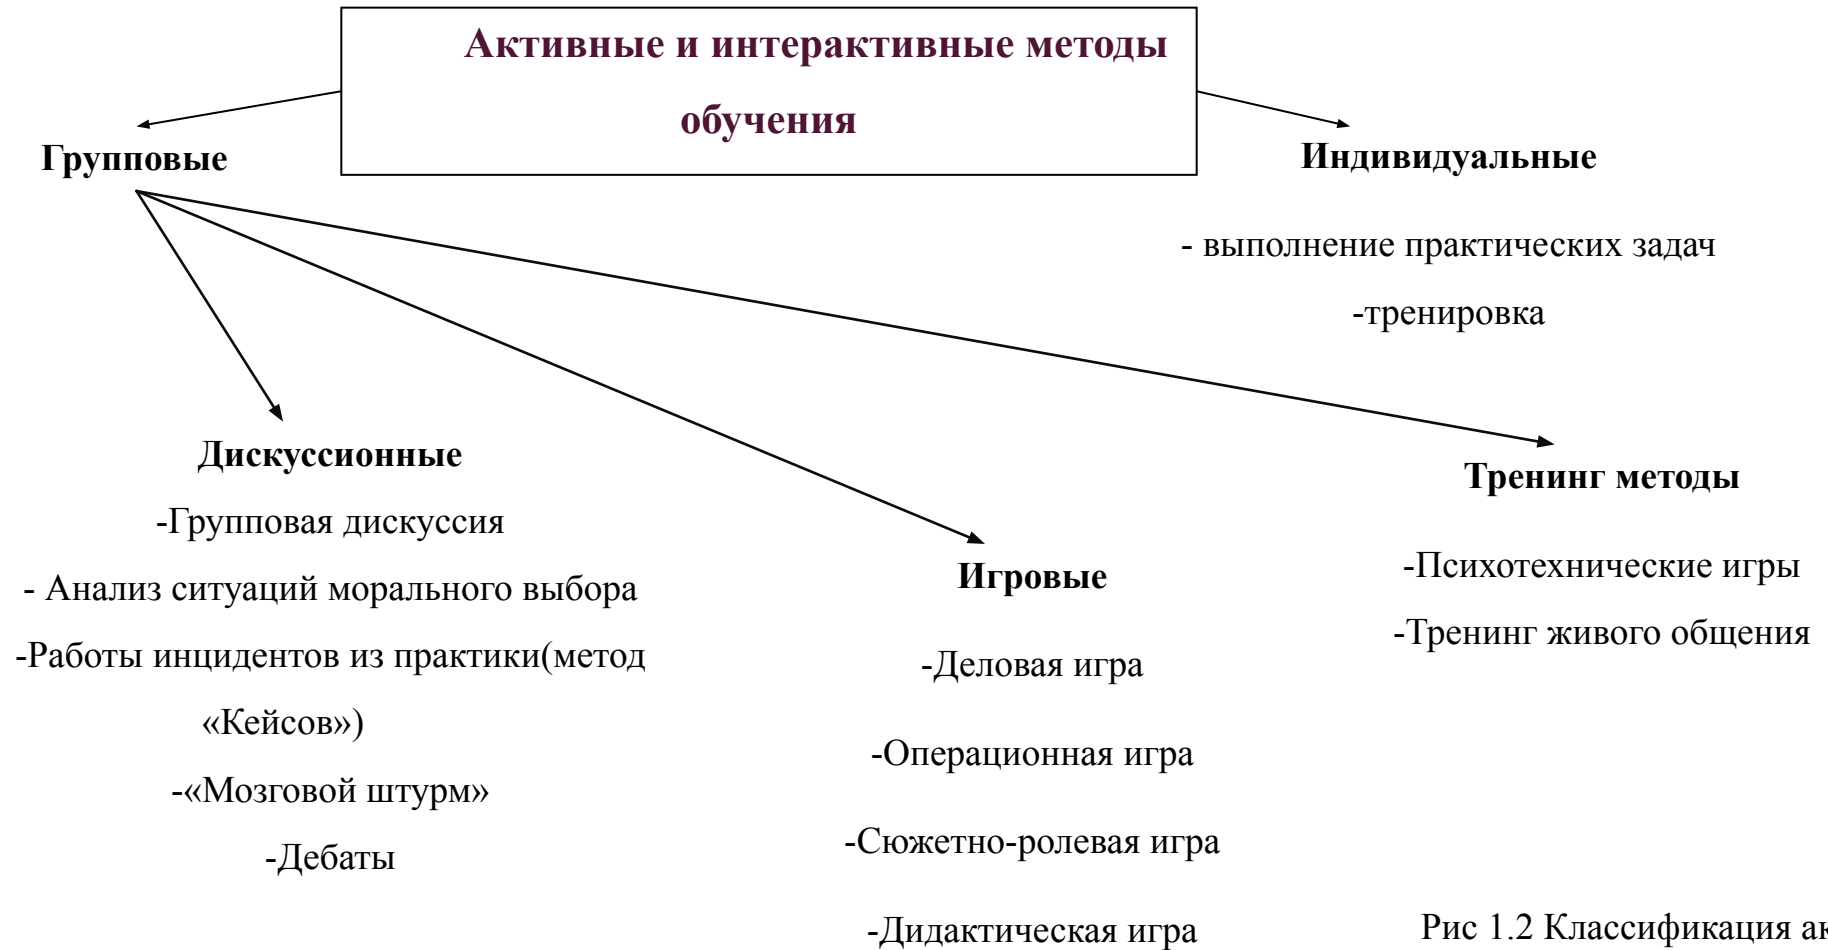 Активные и интерактивные методы
обучения
Групповые
Индивидуальные
- выполнение практических задач
-тренировка
Дискуссионные
-Групповая дискуссия
- Анализ ситуаций морального выбора
-Работы инцидентов из практики(метод
«Кейсов»)
-«Мозговой штурм»
-Дебаты
Игровые
-Деловая игра
-Операционная игра
-Сюжетно-ролевая игра
-Дидактическая игра
Тренинг методы
-Психотехнические игры
-Тренинг живого общения
Рис 1.2 Классификация